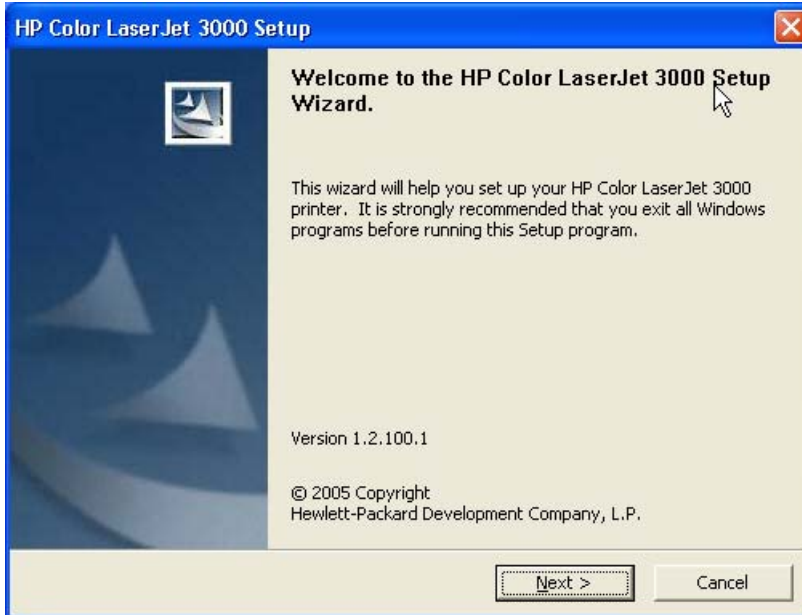 HP Color LaserJet 3000 Setup
Welcome to the HP Color LaserJet 3000 Setup
Wizard.
This wizard will help you set up your HP Color LaserJet 3000
printer. It is strongly recommended that you exit all Windows
programs before running this Setup program.
Version 1.2.100.1
© 2005 Copyright
Hewlett-Packard Development Company, L.P.
Next >
Cancel